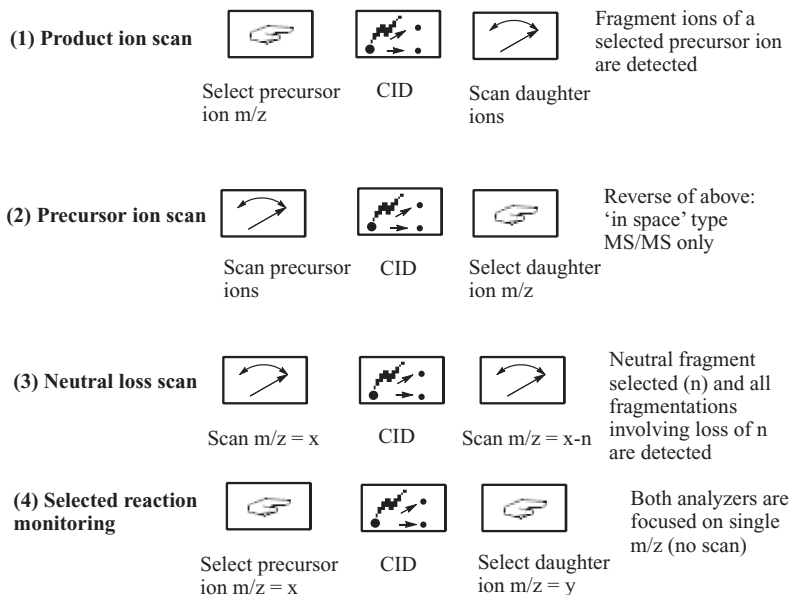 (1) Product ion scan
Select precursor
ion m/z
CID
Scan daughter
ions
Fragment ions of a
selected precursor ion
are detected
(2) Precursor ion scan
Scan precursor
ions
CID
Select daughter
ion m/z
Reverse of above:
‘in space’ type
MS/MS only
(3) Neutral loss scan
Scan m/z = x
CID
Scan m/z = x-n
Neutral fragment
selected (n) and all
fragmentations
involving loss of n
are detected
(4) Selected reaction
monitoring
Select precursor
ion m/z = x
CID
Select daughter
ion m/z = y
Both analyzers are
focused on single
m/z (no scan)